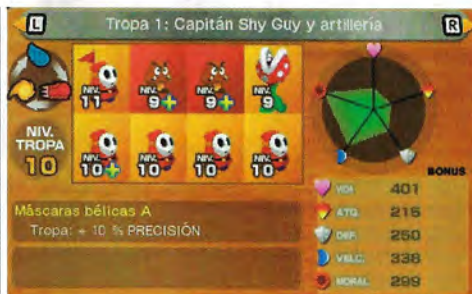 L Tropa 1: Capitán Shy Guy y artillería R
NIV. 11 NIV. 9+ NIV. 9+ NIV. 9
NIV. TROPA 10
NIV. 10+ NIV. 10 NIV. 10 NIV. 10
BONUS
VIDA 401
Máscaras bélicas A
ATQ. 215
Tropa: + 10 % PRECISIÓN
DEF. 250
VELC. 338
MORAL 299